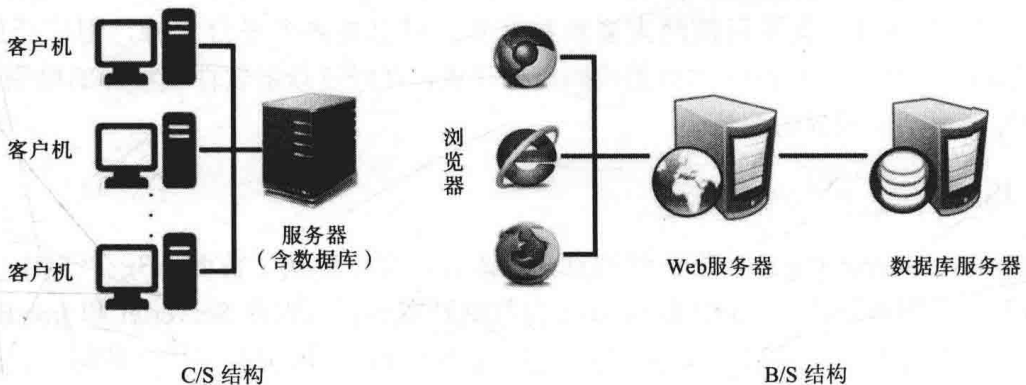 客户机
客户机
客户机
服务器
（含数据库）
C/S 结构
浏览器
Web服务器
数据库服务器
B/S 结构